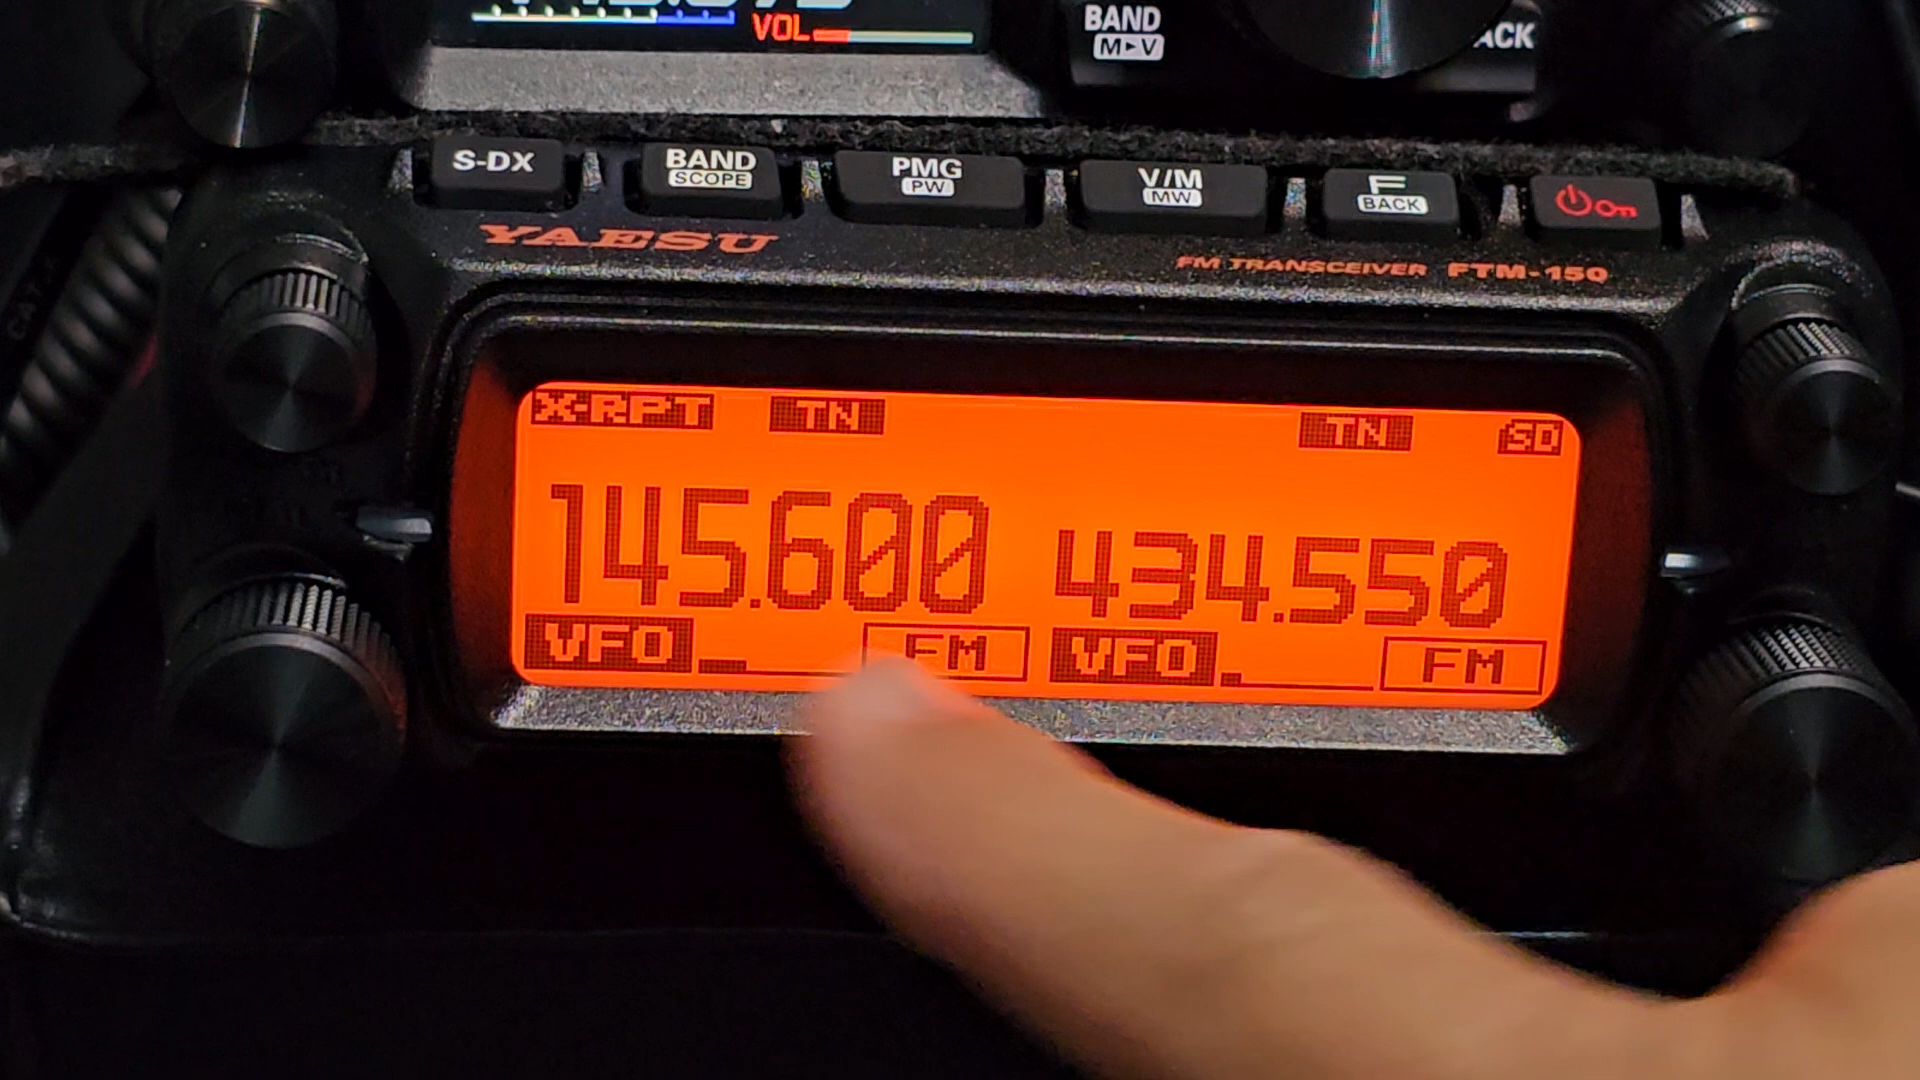 VOL
BAND
M▸V
ACK
S-DX
BAND
SCOPE
PMG
PW
V/M
MW
F
BACK
YAESU
FM TRANSCEIVER FTM-150
X-RPT TN TN SD
145.600 434.550
VFO FM VFO FM